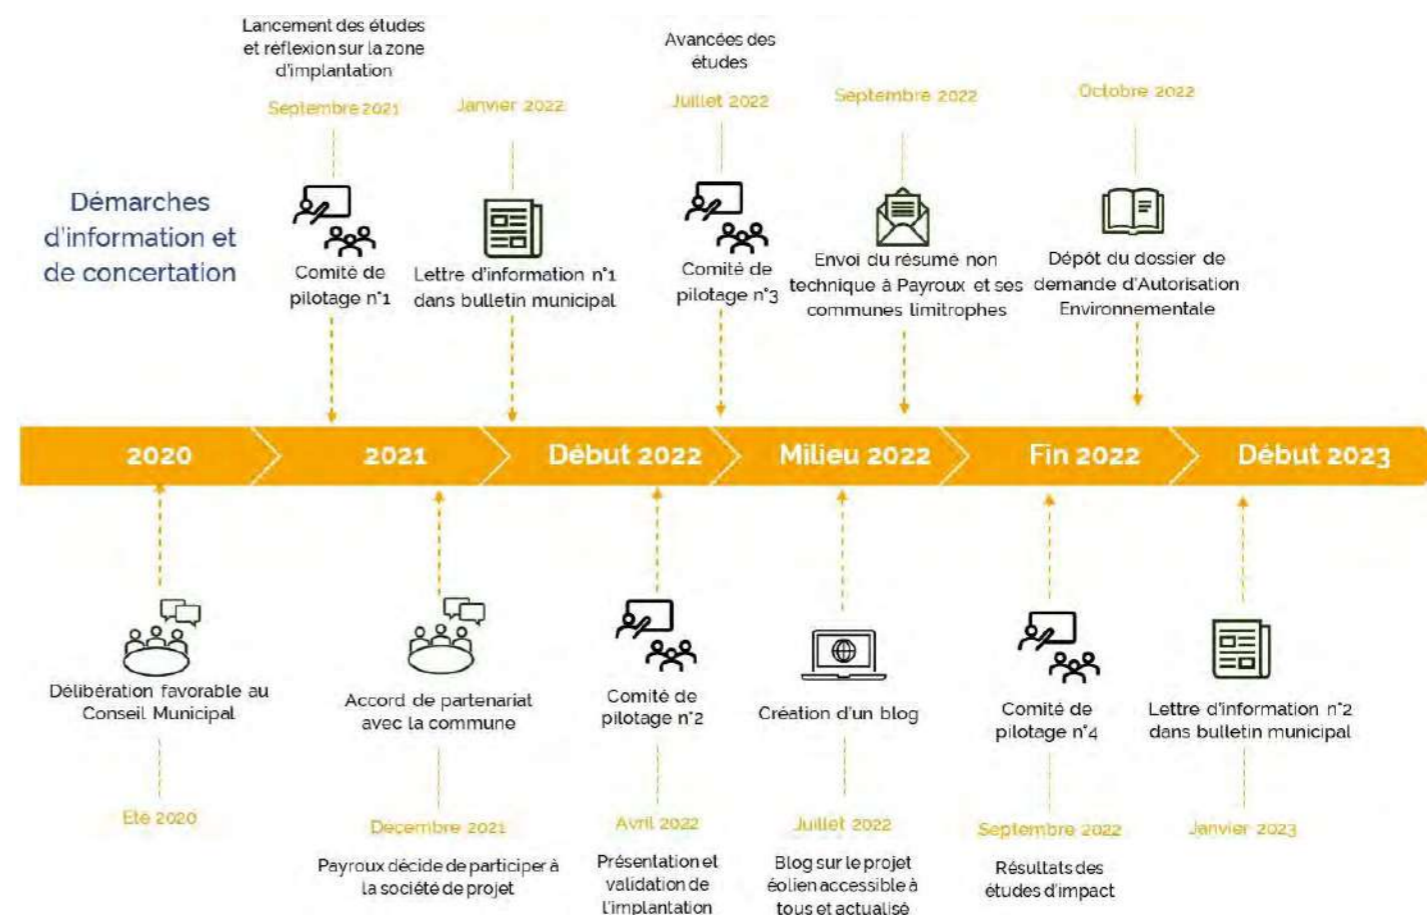 Démarches
d'information et
de concertation
Lancement des études
et réflexion sur la zone
d'implantation
Septembre 2021
Comité de
pilotage n°1
Janvier 2022
Lettre d'information n°1
dans bulletin municipal
Avancées des
études
Juillet 2022
Comité de
pilotage n°3
Septembre 2022
Envoi du résumé non
technique à Payroux et ses
communes limitrophes
Octobre 2022
Dépôt du dossier de
demande d'Autorisation
Environnementale
2020
2021
Début 2022
Milieu 2022
Fin 2022
Début 2023
Délibération favorable au
Conseil Municipal
Eté 2020
Accord de partenariat
avec la commune
Decembre 2021
Payroux décide de participer à
la société de projet
Comité de
pilotage n°2
Avril 2022
Présentation et
validation de
l'implantation
Création d'un blog
Juillet 2022
Blog sur le projet
éolien accessible à
tous et actualisé
Comité de
pilotage n°4
Septembre 2022
Résultats des
études d'impact
Lettre d'information n°2
dans bulletin municipal
Janvier 2023